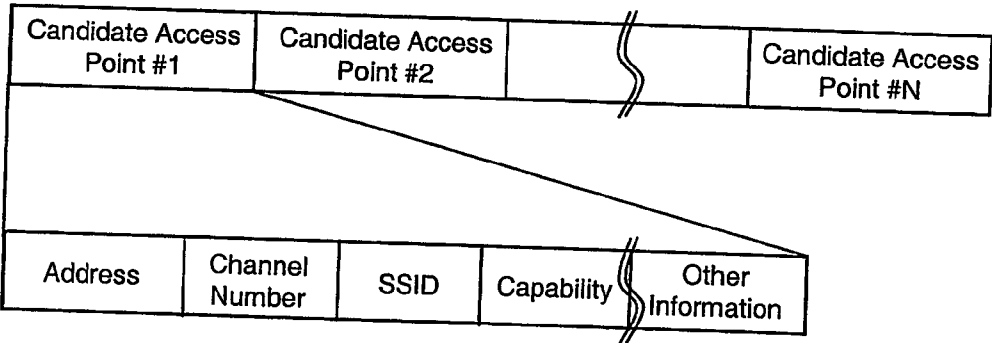 Candidate Access
Point #1
Candidate Access
Point #2
Candidate Access
Point #N
Address
Channel
Number
SSID
Capability
Other
Information